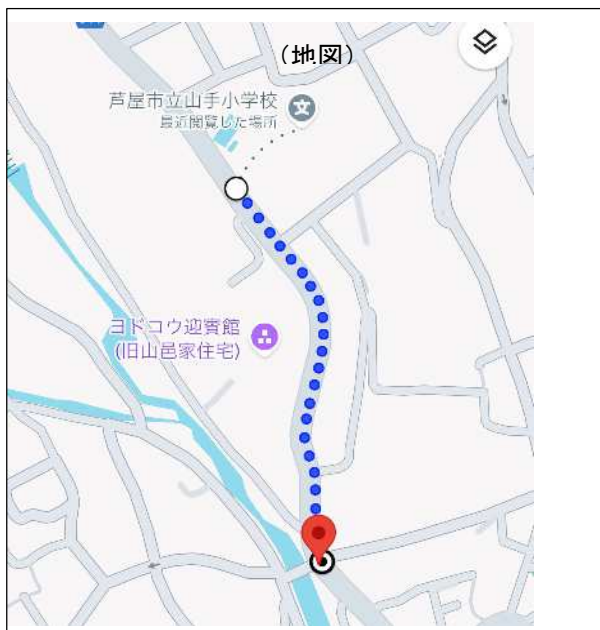 （地図）
芦屋市立山手小学校
最近閲覧した場所
文
ヨドコウ迎賓館
(旧山邑家住宅)